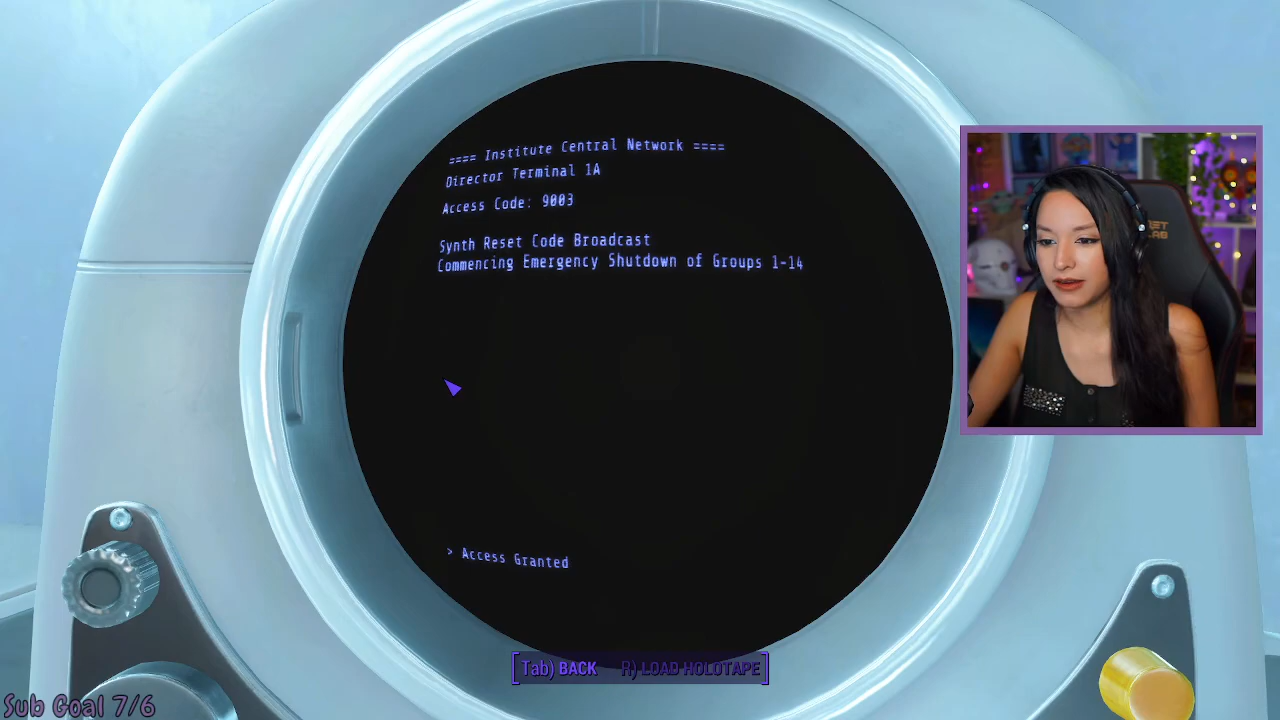 ==== Institute Central Network ====
Director Terminal 1A
Access Code: 9003
Synth Reset Code Broadcast
Commencing Emergency Shutdown of Groups 1-14
> Access Granted
Tab) BACK R) LOAD HOLOTAPE
Sub Goal 7/6